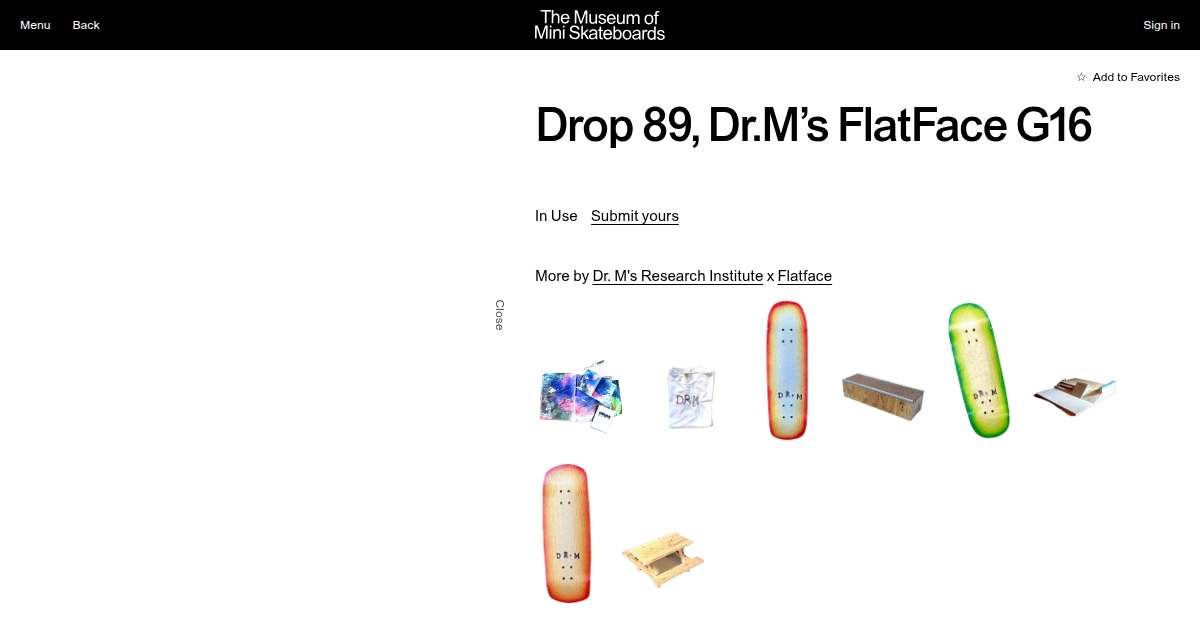 Menu
Back
The Museum of
Mini Skateboards
Sign in
☆ Add to Favorites
Drop 89, Dr.M’s FlatFace G16
In Use Submit yours
More by Dr. M's Research Institute x Flatface
Close
DR M
DR•M
DR•M
DR•M